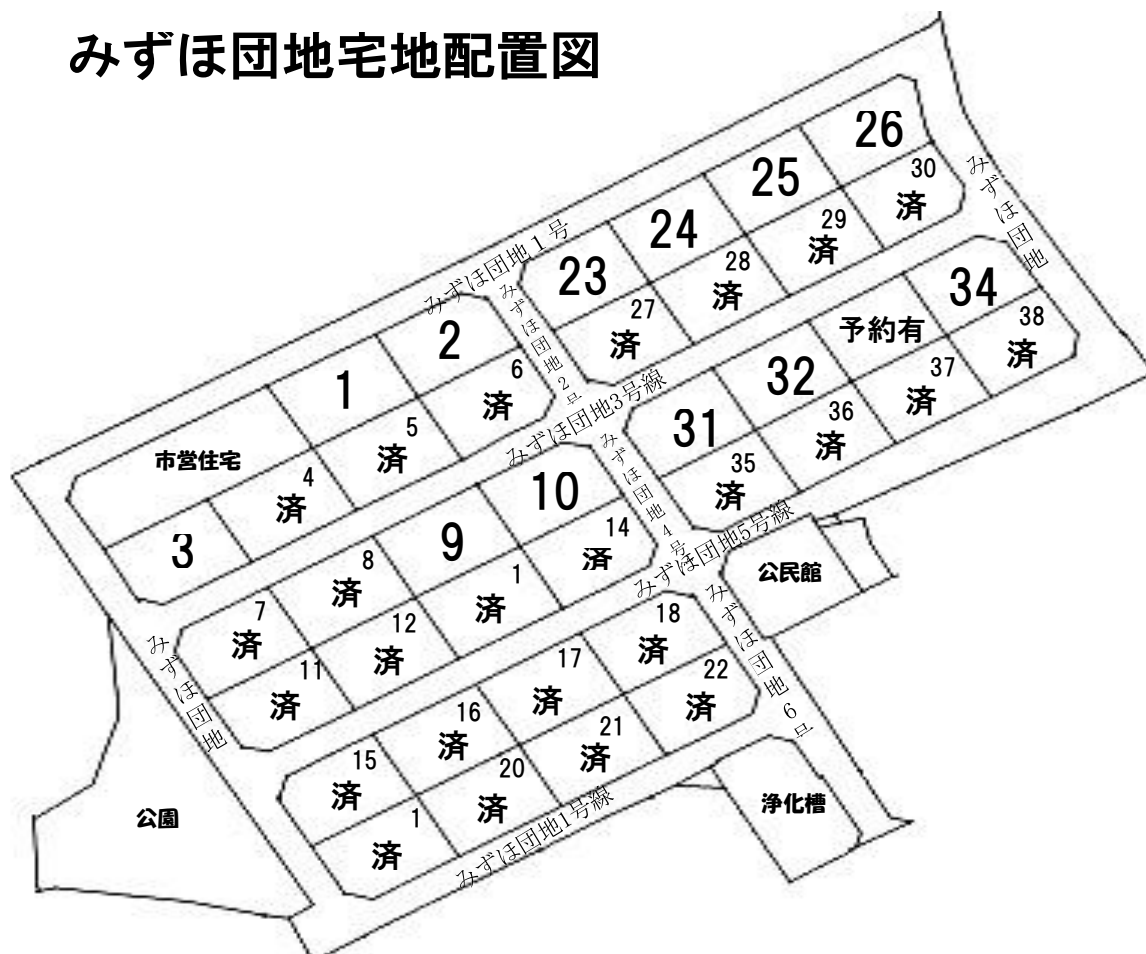 みずほ団地宅地配置図
26
25
30
済
24
29
済
みずほ団地
みずほ団地1号
23
28
済
34
2
みずほ団地2号
27
済
予約有
38
済
1
6
済
32
37
済
みずほ団地3号線
31
36
済
市営住宅
5
済
4
済
10
みずほ団地4号
35
済
3
9
14
済
みずほ団地5号線
公民館
8
済
1
済
7
済
12
済
18
済
みずほ団地6号
みずほ団地
11
済
17
済
22
済
16
済
21
済
15
済
20
済
浄化槽
公園
1
済
みずほ団地1号線